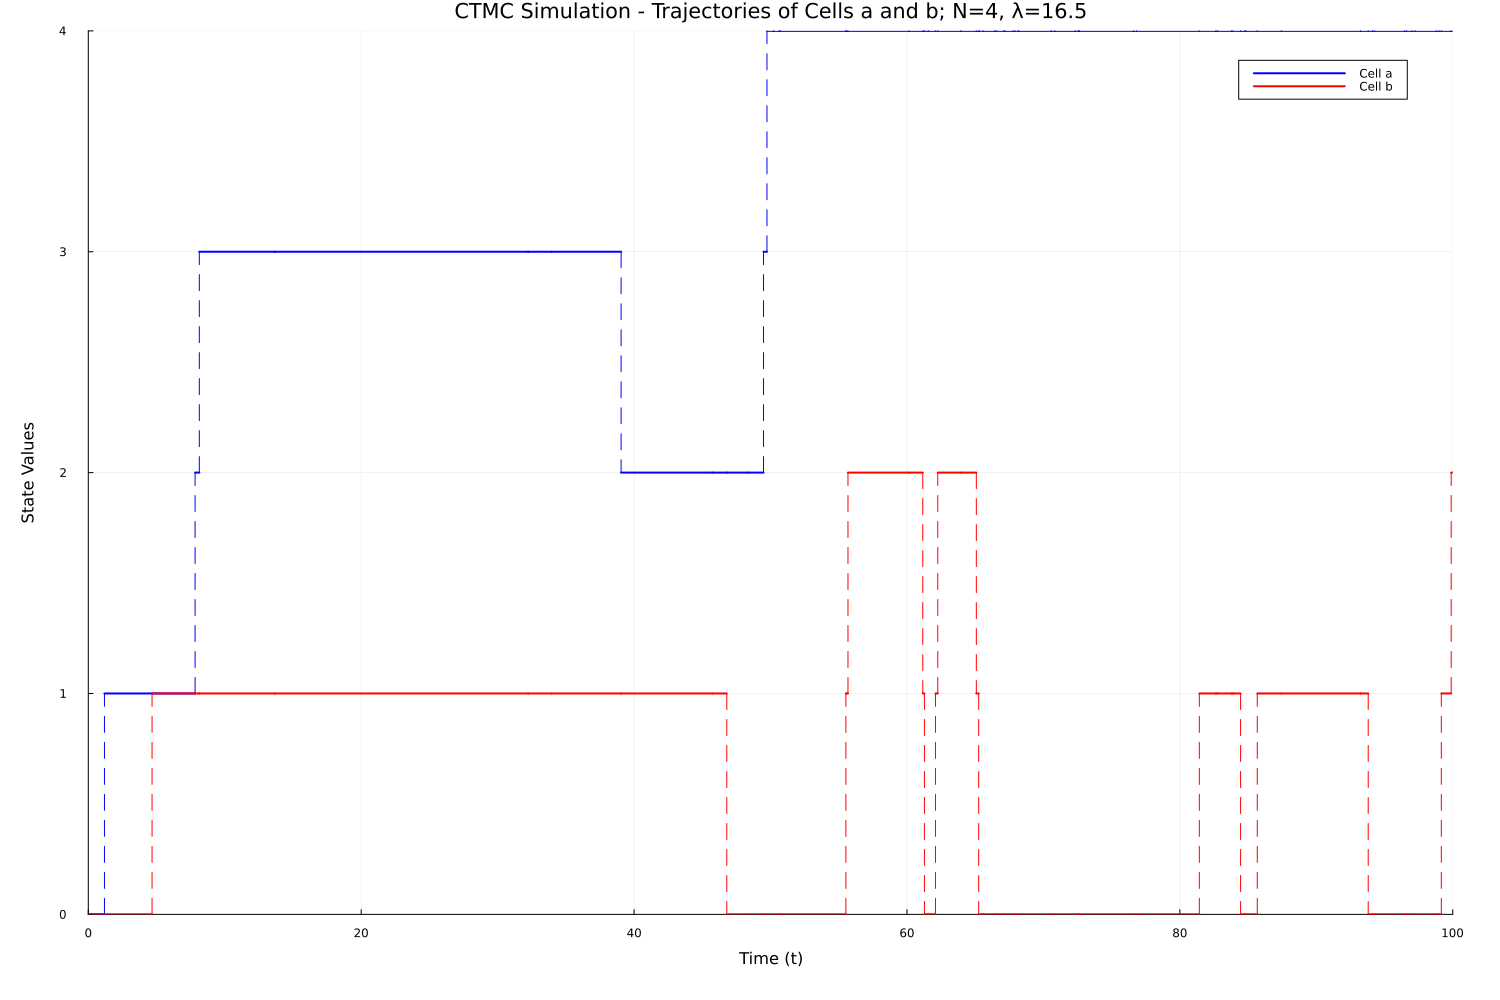 CTMC Simulation - Trajectories of Cells a and b; N=4, λ=16.5
4
Cell a
Cell b
3
State Values
2
1
0
0 20 40 60 80 100
Time (t)